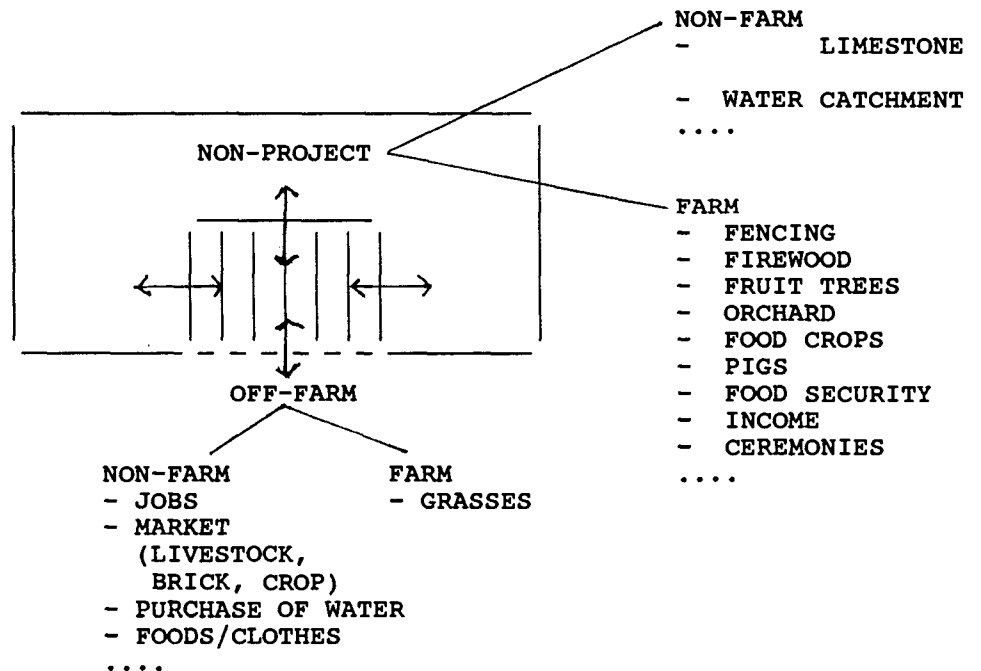 NON-FARM
- LIMESTONE
- WATER CATCHMENT
....
NON-PROJECT
FARM
- FENCING
- FIREWOOD
- FRUIT TREES
- ORCHARD
- FOOD CROPS
- PIGS
- FOOD SECURITY
- INCOME
- CEREMONIES
....
OFF-FARM
NON-FARM
- JOBS
- MARKET
(LIVESTOCK,
BRICK, CROP)
- PURCHASE OF WATER
- FOODS/CLOTHES
....
FARM
- GRASSES